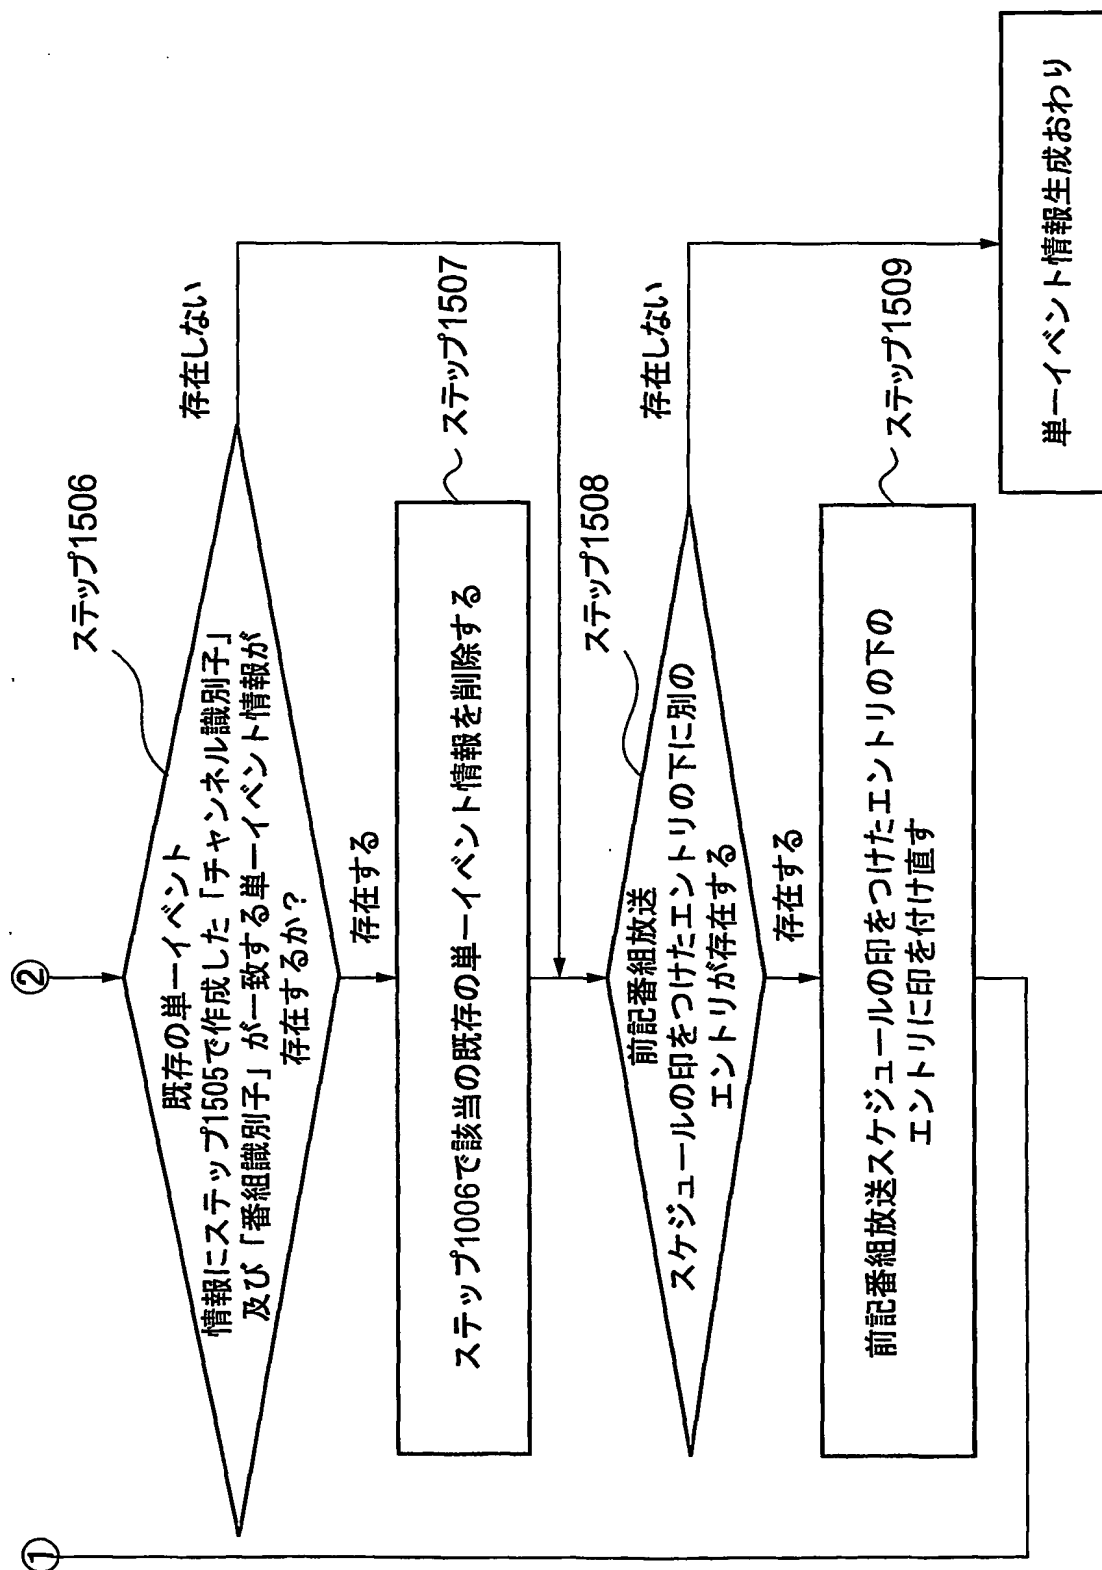 ①
②
ステップ1506
既存の単一イベント
情報にステップ1505で作成した「チャンネル識別子」
及び「番組識別子」が一致する単一イベント情報が
存在するか?
存在しない
存在する
ステップ1507
ステップ1006で該当の既存の単一イベント情報を削除する
ステップ1508
前記番組放送
スケジュールの印をつけたエントリの下に別の
エントリが存在する
存在しない
存在する
ステップ1509
前記番組放送スケジュールの印をつけたエントリの下の
エントリに印を付け直す
単一イベント情報生成おわり